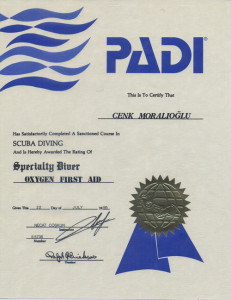 PADI®
This Is To Certify That
CENK MORALIOĞLU
Has Satisfactorily Completed A Sanctioned Course In
SCUBA DIVING
And Is Hereby Awarded The Rating Of
Specialty Diver
OXYGEN FIRST AID
Given This
day of
JULY
Number